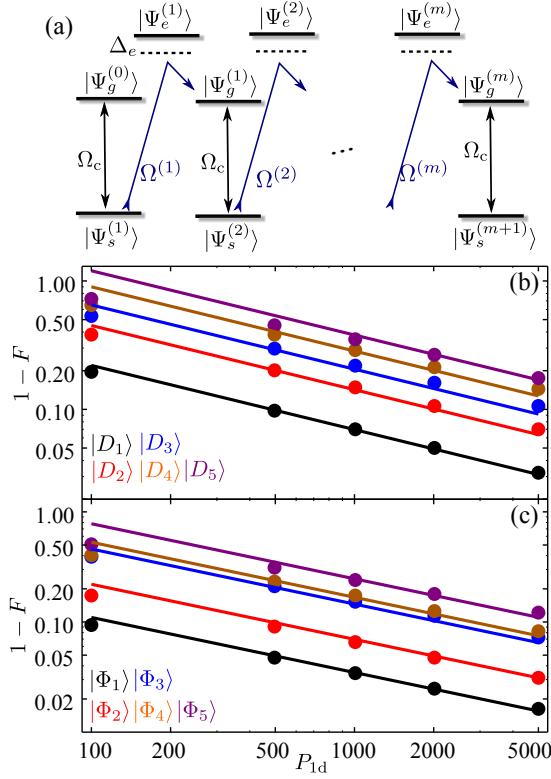 (a)
|Ψ_e^(1)⟩ |Ψ_e^(2)⟩ |Ψ_e^(m)⟩
Δ_e
|Ψ_g^(0)⟩ |Ψ_g^(1)⟩ |Ψ_g^(m)⟩
Ω_c Ω^(1) Ω_c Ω^(2) ... Ω^(m) Ω_c
|Ψ_s^(1)⟩ |Ψ_s^(2)⟩ |Ψ_s^(m+1)⟩
(b)
1.00
0.50
0.20
0.10
0.05
1 − F
|D_1⟩ |D_3⟩
|D_2⟩ |D_4⟩ |D_5⟩
(c)
1.00
0.50
0.20
0.10
0.05
0.02
1 − F
|Φ_1⟩ |Φ_3⟩
|Φ_2⟩ |Φ_4⟩ |Φ_5⟩
100 200 500 1000 2000 5000
P_1d